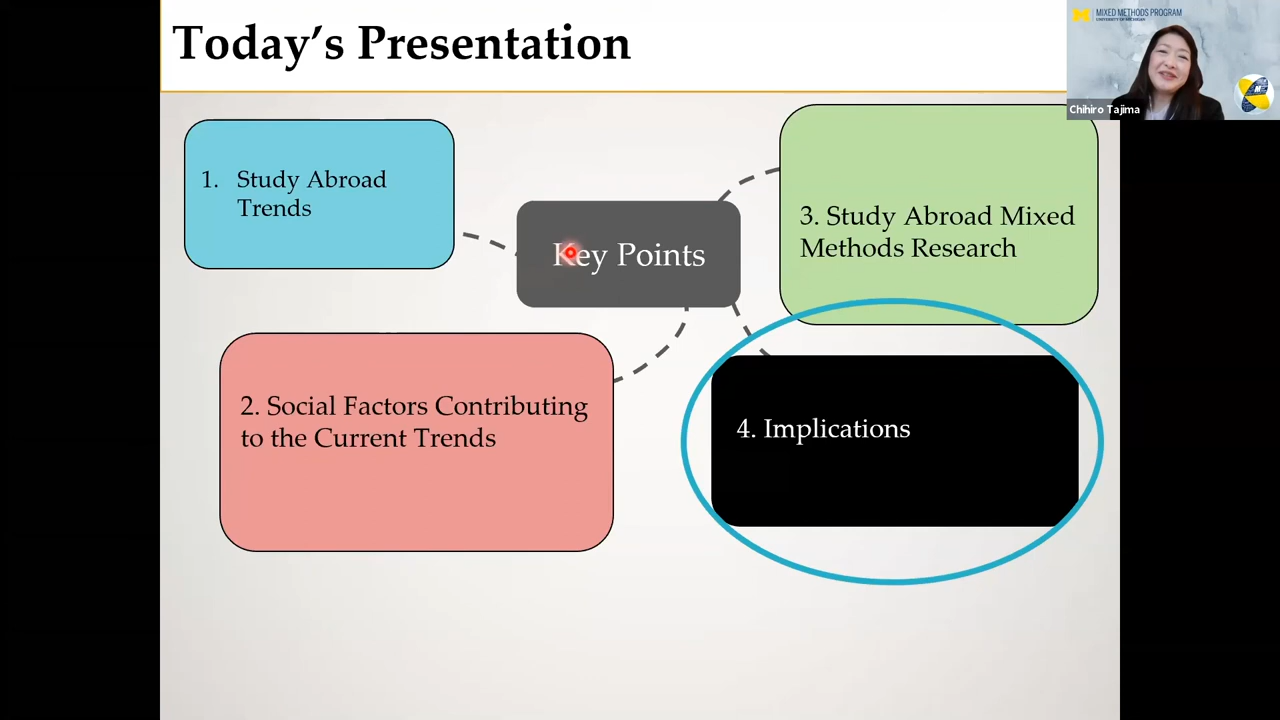 Today's Presentation
MIXED METHODS PROGRAM
UNIVERSITY OF MICHIGAN
Chihiro Tajima
1. Study Abroad
Trends
Key Points
3. Study Abroad Mixed
Methods Research
2. Social Factors Contributing
to the Current Trends
4. Implications